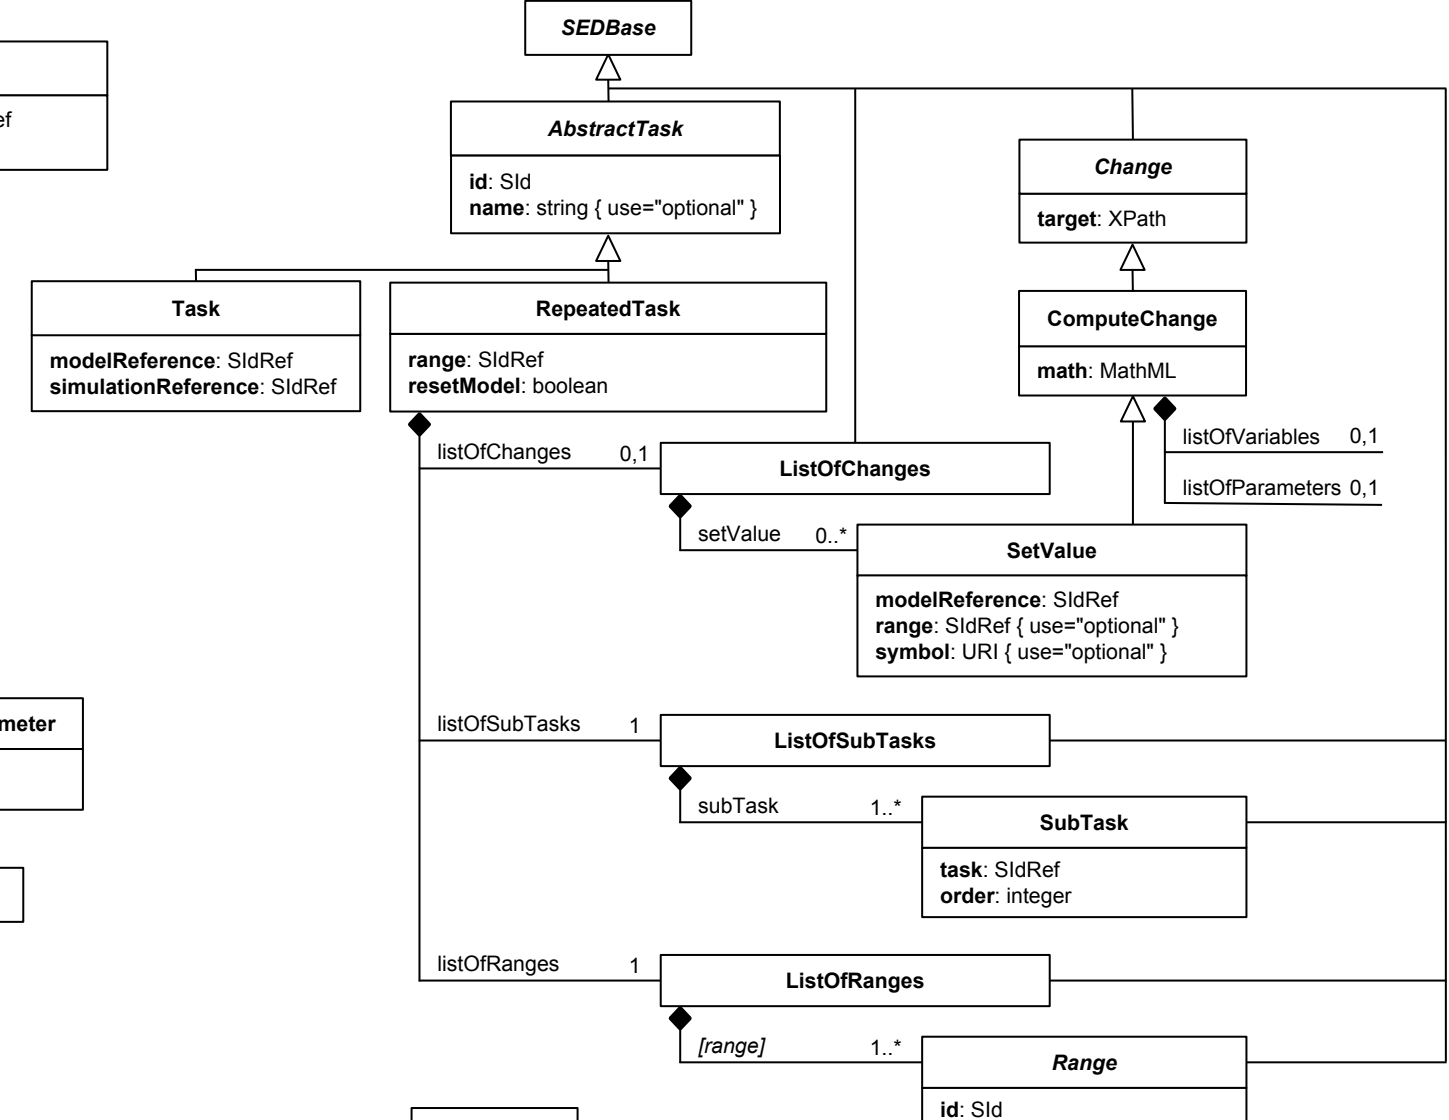 SEDBase
ef
AbstractTask
id: SId
name: string { use="optional" }
Change
target: XPath
Task
modelReference: SIdRef
simulationReference: SIdRef
RepeatedTask
range: SIdRef
resetModel: boolean
ComputeChange
math: MathML
listOfVariables 0,1
listOfParameters 0,1
listOfChanges 0,1
ListOfChanges
setValue 0..*
SetValue
modelReference: SIdRef
range: SIdRef { use="optional" }
symbol: URI { use="optional" }
meter
listOfSubTasks 1
ListOfSubTasks
subTask 1..*
SubTask
task: SIdRef
order: integer
listOfRanges 1
ListOfRanges
[range] 1..*
Range
id: SId